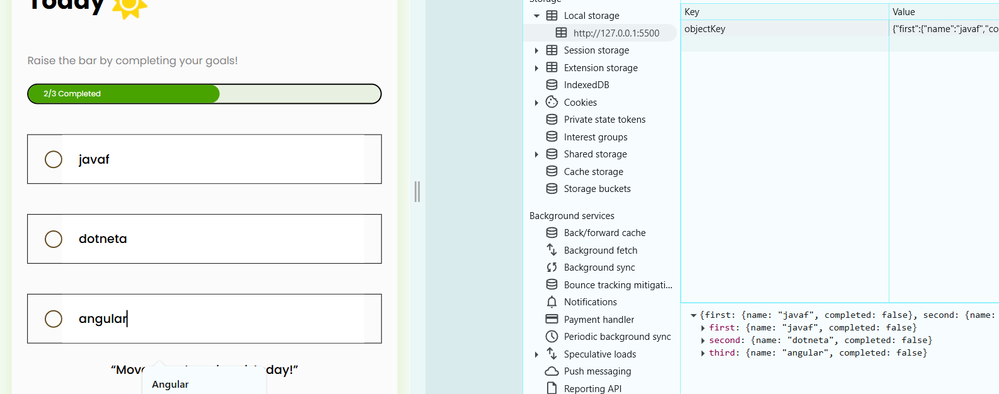 Today
Raise the bar by completing your goals!
2/3 Completed
javaf
dotneta
angular
day!”
Angular
Storage
Local storage
http://127.0.0.1:5500
Session storage
Extension storage
IndexedDB
Cookies
Private state tokens
Interest groups
Shared storage
Cache storage
Storage buckets
Background services
Back/forward cache
Background fetch
Background sync
Bounce tracking mitigati...
Notifications
Payment handler
Periodic background sync
Speculative loads
Push messaging
Reporting API
Key Value
objectKey {"first":{"name":"javaf","co
{first: {name: "javaf", completed: false}, second: {name:
first: {name: "javaf", completed: false}
second: {name: "dotneta", completed: false}
third: {name: "angular", completed: false}